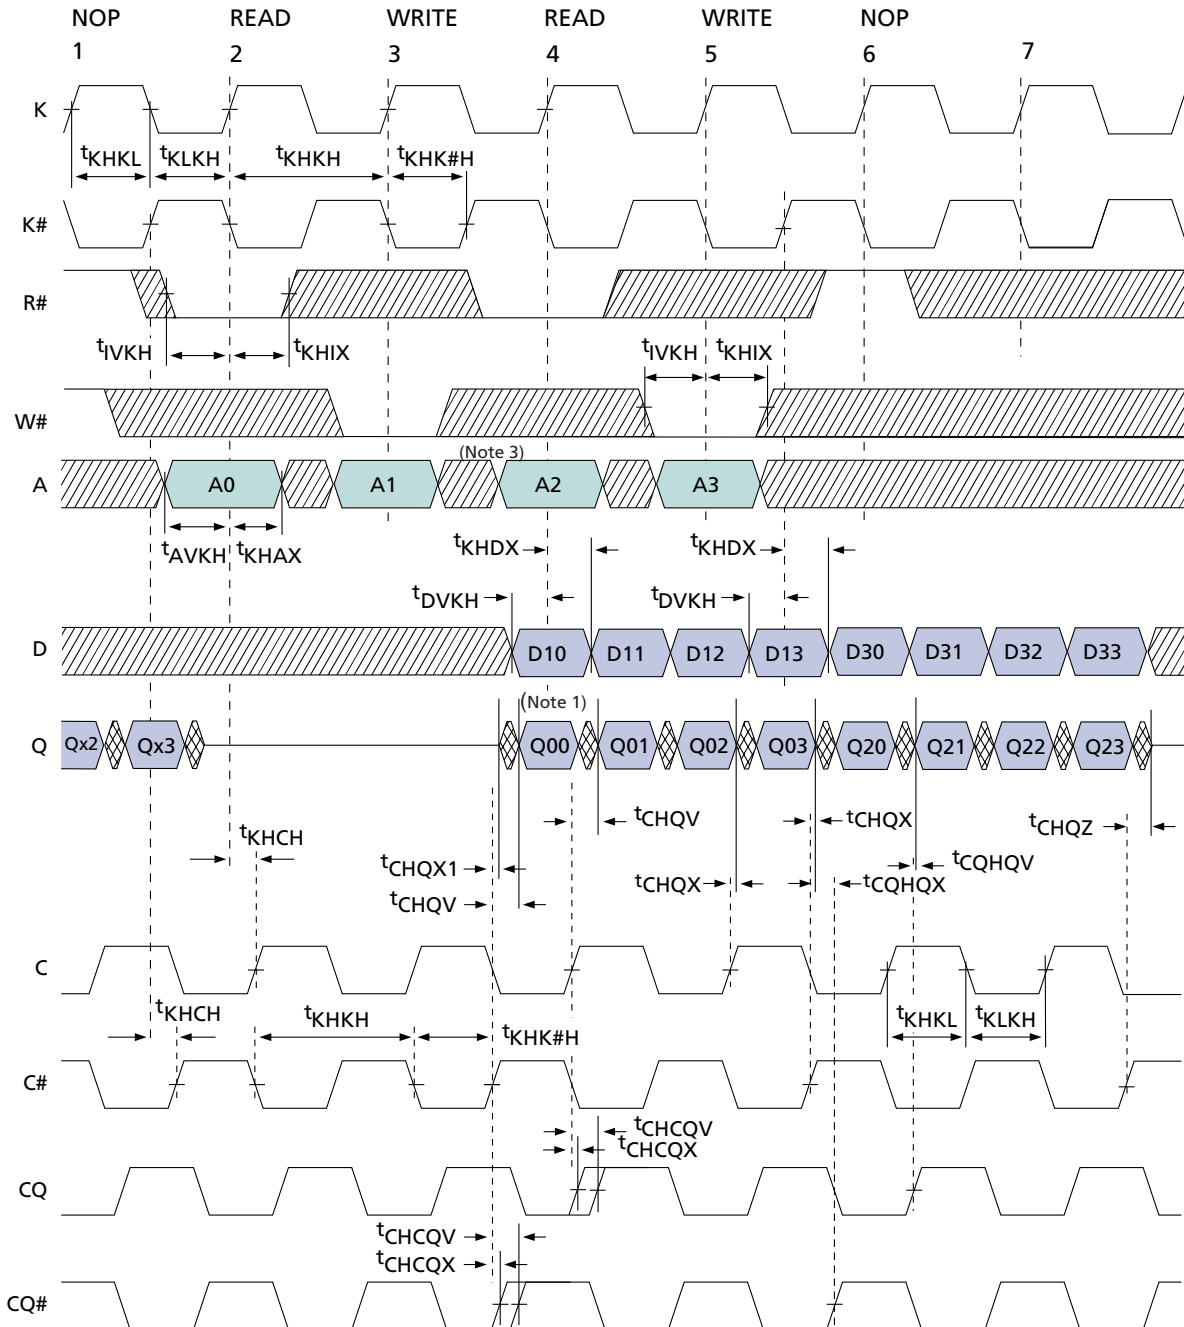 NOP READ WRITE READ WRITE NOP
1 2 3 4 5 6 7
K
tKHKL tKLKH tKHKH tKHK#H
K#
R#
tIVKH tKHIX tIVKH tKHIX
W#
(Note 3)
A A0 A1 A2 A3
tAVKH tKHAX tKHDX tKHDX
tDVKH tDVKH
D D10 D11 D12 D13 D30 D31 D32 D33
(Note 1)
Q Qx2 Qx3 Q00 Q01 Q02 Q03 Q20 Q21 Q22 Q23
tKHCH tCHQV tCHQX tCHQZ
tCHQX1 tCHQX tCQHQX tCQHQV
tCHQV
C
tKHCH tKHKH tKHK#H tKHKL tKLKH
C#
tCHCQV
tCHCQX
CQ
tCHCQV
tCHCQX
CQ#